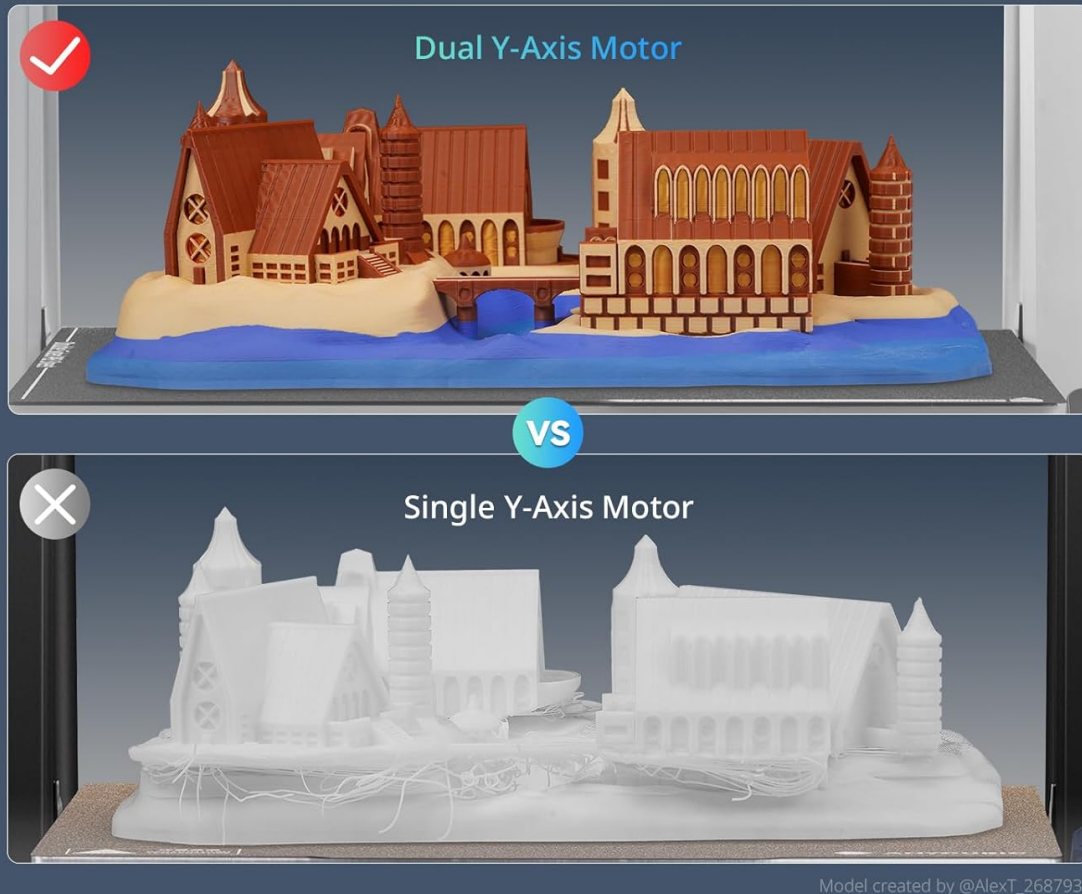 Dual Y-Axis Motor
VS
Single Y-Axis Motor
Model created by @AlexT_268793